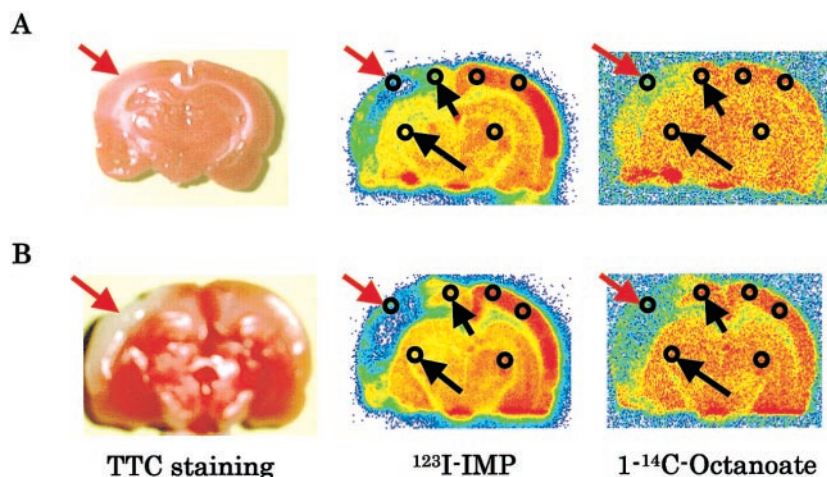 A
B
TTC staining
¹²³I-IMP
1-¹⁴C-Octanoate